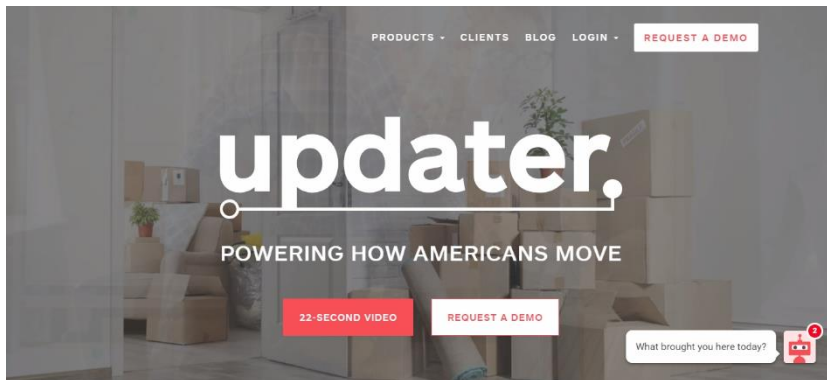 PRODUCTS CLIENTS BLOG LOGIN REQUEST A DEMO
updater.
POWERING HOW AMERICANS MOVE
22-SECOND VIDEO REQUEST A DEMO
2
What brought you here today?